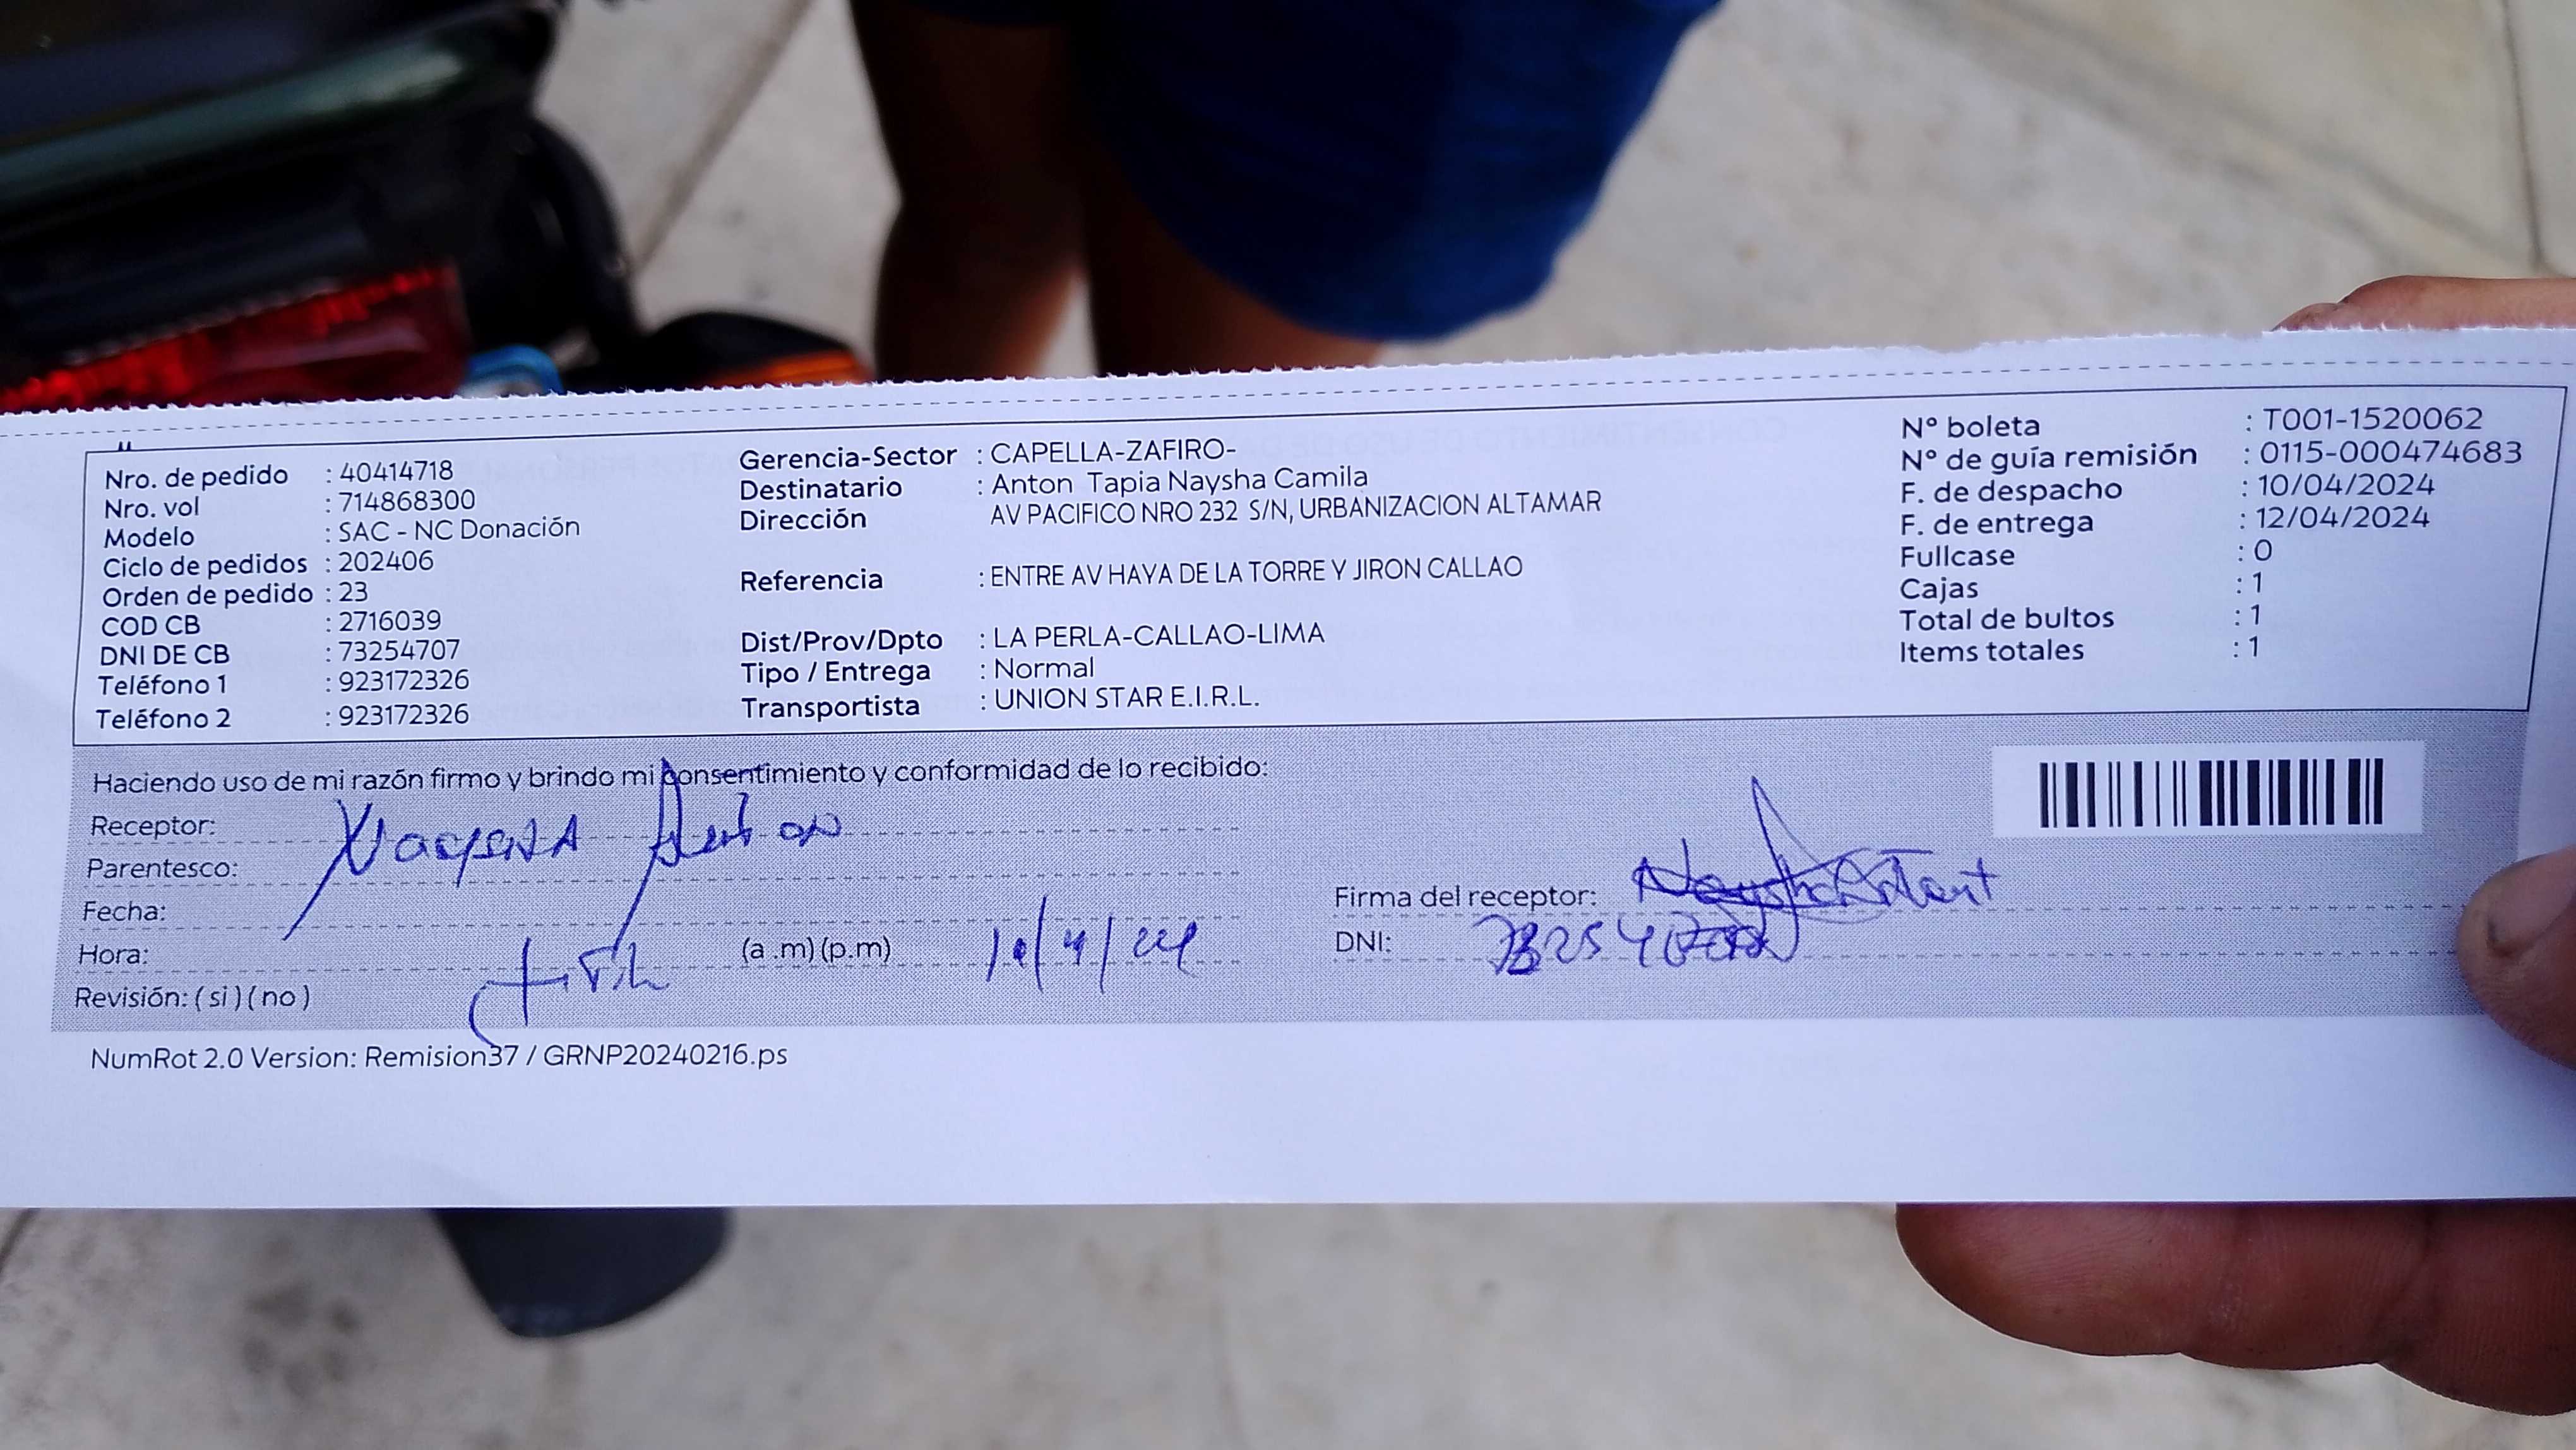 Nro. de pedido : 40414718
Nro. vol : 714868300
Modelo : SAC - NC Donación
Ciclo de pedidos : 202406
Orden de pedido : 23
COD CB : 2716039
DNI DE CB : 73254707
Teléfono 1 : 923172326
Teléfono 2 : 923172326
Gerencia-Sector : CAPELLA-ZAFIRO-
Destinatario : Anton Tapia Naysha Camila
Dirección AV PACIFICO NRO 232 S/N, URBANIZACION ALTAMAR
Referencia : ENTRE AV HAYA DE LA TORRE Y JIRON CALLAO
Dist/Prov/Dpto : LA PERLA-CALLAO-LIMA
Tipo / Entrega : Normal
Transportista : UNION STAR E.I.R.L.
N° boleta : T001-1520062
N° de guía remisión : 0115-000474683
F. de despacho : 10/04/2024
F. de entrega : 12/04/2024
Fullcase : 0
Cajas : 1
Total de bultos : 1
Items totales : 1
Haciendo uso de mi razón firmo y brindo mi consentimiento y conformidad de lo recibido:
Receptor: Anton
Parentesco:
Fecha:
Hora: (a .m) (p.m)
Revisión: ( si ) ( no )
Firma del receptor:
DNI:
NumRot 2.0 Version: Remision37 / GRNP20240216.ps